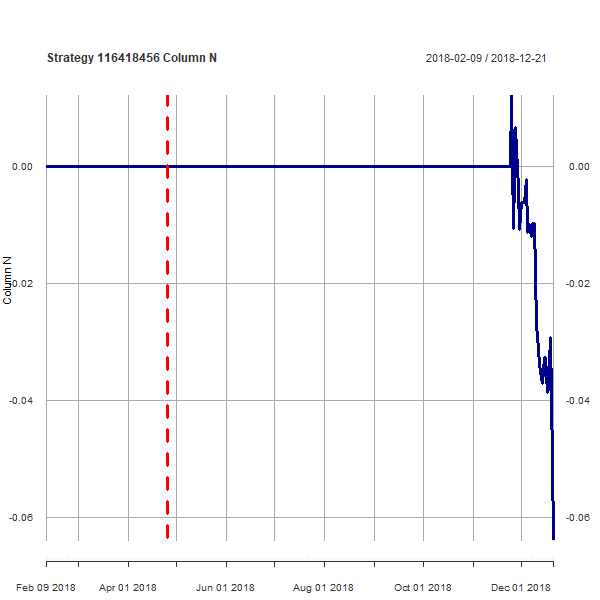 Strategy 116418456 Column N
2018-02-09 / 2018-12-21
0.00
0.00
-0.02
-0.02
-0.04
-0.04
-0.06
-0.06
Column N
Feb 09 2018
Apr 01 2018
Jun 01 2018
Aug 01 2018
Oct 01 2018
Dec 01 2018